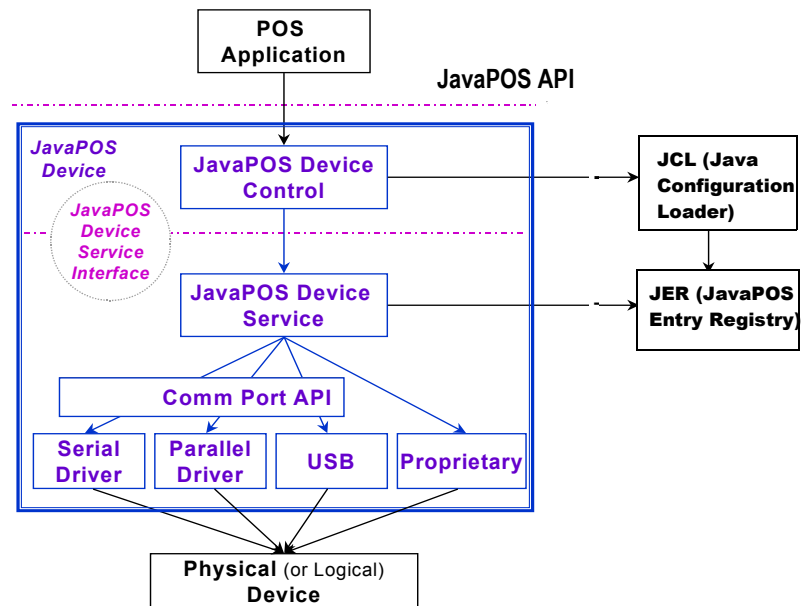 POS
Application
JavaPOS API
JavaPOS
Device
JavaPOS Device
Control
JCL (Java
Configuration
Loader)
JavaPOS
Device
Service
Interface
JavaPOS Device
Service
JER (JavaPOS
Entry Registry)
Comm Port API
Serial
Driver
Parallel
Driver
USB
Proprietary
Physical (or Logical)
Device